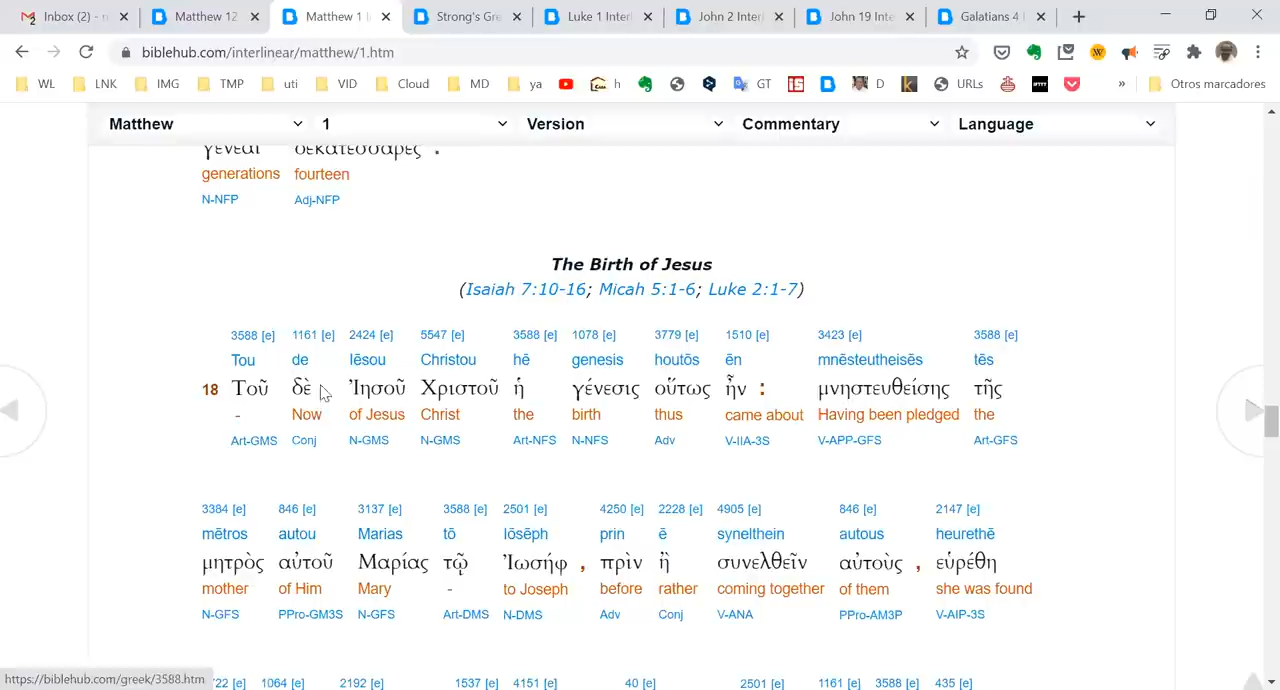 Inbox (2) -
Matthew 12
Matthew 1
Strong's Gre
Luke 1 Inter
John 2 Inter
John 19 Inte
Galatians 4
biblehub.com/interlinear/matthew/1.htm
WL LNK IMG TMP uti VID Cloud MD ya h GT D URLs » Otros marcadores
Matthew 1 Version Commentary Language
γενεαὶ δεκατέσσαρες .
generations fourteen
N-NFP Adj-NFP
The Birth of Jesus
(Isaiah 7:10-16; Micah 5:1-6; Luke 2:1-7)
3588 [e] 1161 [e] 2424 [e] 5547 [e] 3588 [e] 1078 [e] 3779 [e] 1510 [e] 3423 [e] 3588 [e]
Tou de Iēsou Christou hē genesis houtōs ēn mnēsteutheisēs tēs
18 Τοῦ δὲ Ἰησοῦ Χριστοῦ ἡ γένεσις οὕτως ἦν : μνηστευθείσης τῆς
- Now of Jesus Christ the birth thus came about Having been pledged the
Art-GMS Conj N-GMS N-GMS Art-NFS N-NFS Adv V-IIA-3S V-APP-GFS Art-GFS
3384 [e] 846 [e] 3137 [e] 3588 [e] 2501 [e] 4250 [e] 2228 [e] 4905 [e] 846 [e] 2147 [e]
mētros autou Marias tō Iōsēph prin ē synelthein autous heurethē
μητρὸς αὐτοῦ Μαρίας τῷ Ἰωσήφ , πρὶν ἢ συνελθεῖν αὐτοὺς , εὑρέθη
mother of Him Mary - to Joseph before rather coming together of them she was found
N-GFS PPro-GM3S N-GFS Art-DMS N-DMS Adv Conj V-ANA PPro-AM3P V-AIP-3S
https://biblehub.com/greek/3588.htm
722 [e] 1064 [e] 2192 [e] 1537 [e] 4151 [e] 40 [e] 2501 [e] 1161 [e] 3588 [e] 435 [e]